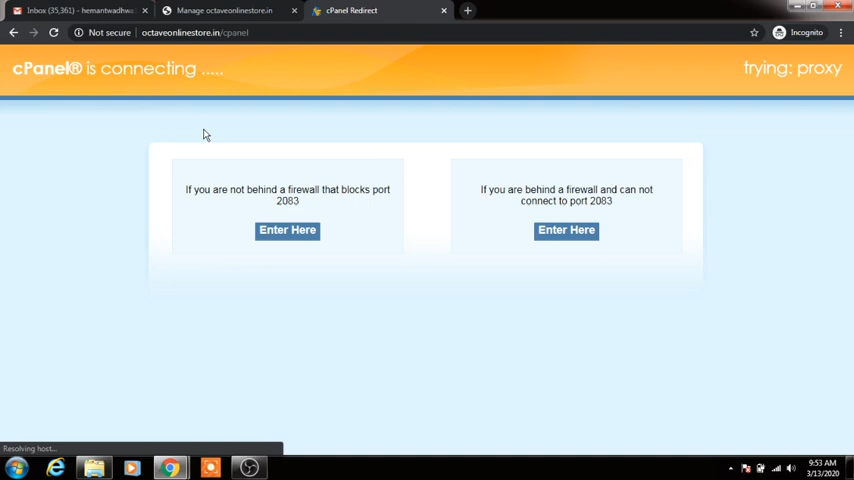 Inbox (35,361) - hemantwadhwa
Manage octaveonlinestore.in
cPanel Redirect
Not secure
octaveonlinestore.in/cpanel
Incognito
cPanel® is connecting .....
trying: proxy
If you are not behind a firewall that blocks port
2083
Enter Here
If you are behind a firewall and can not
connect to port 2083
Enter Here
Resolving host...
9:53 AM
3/13/2020